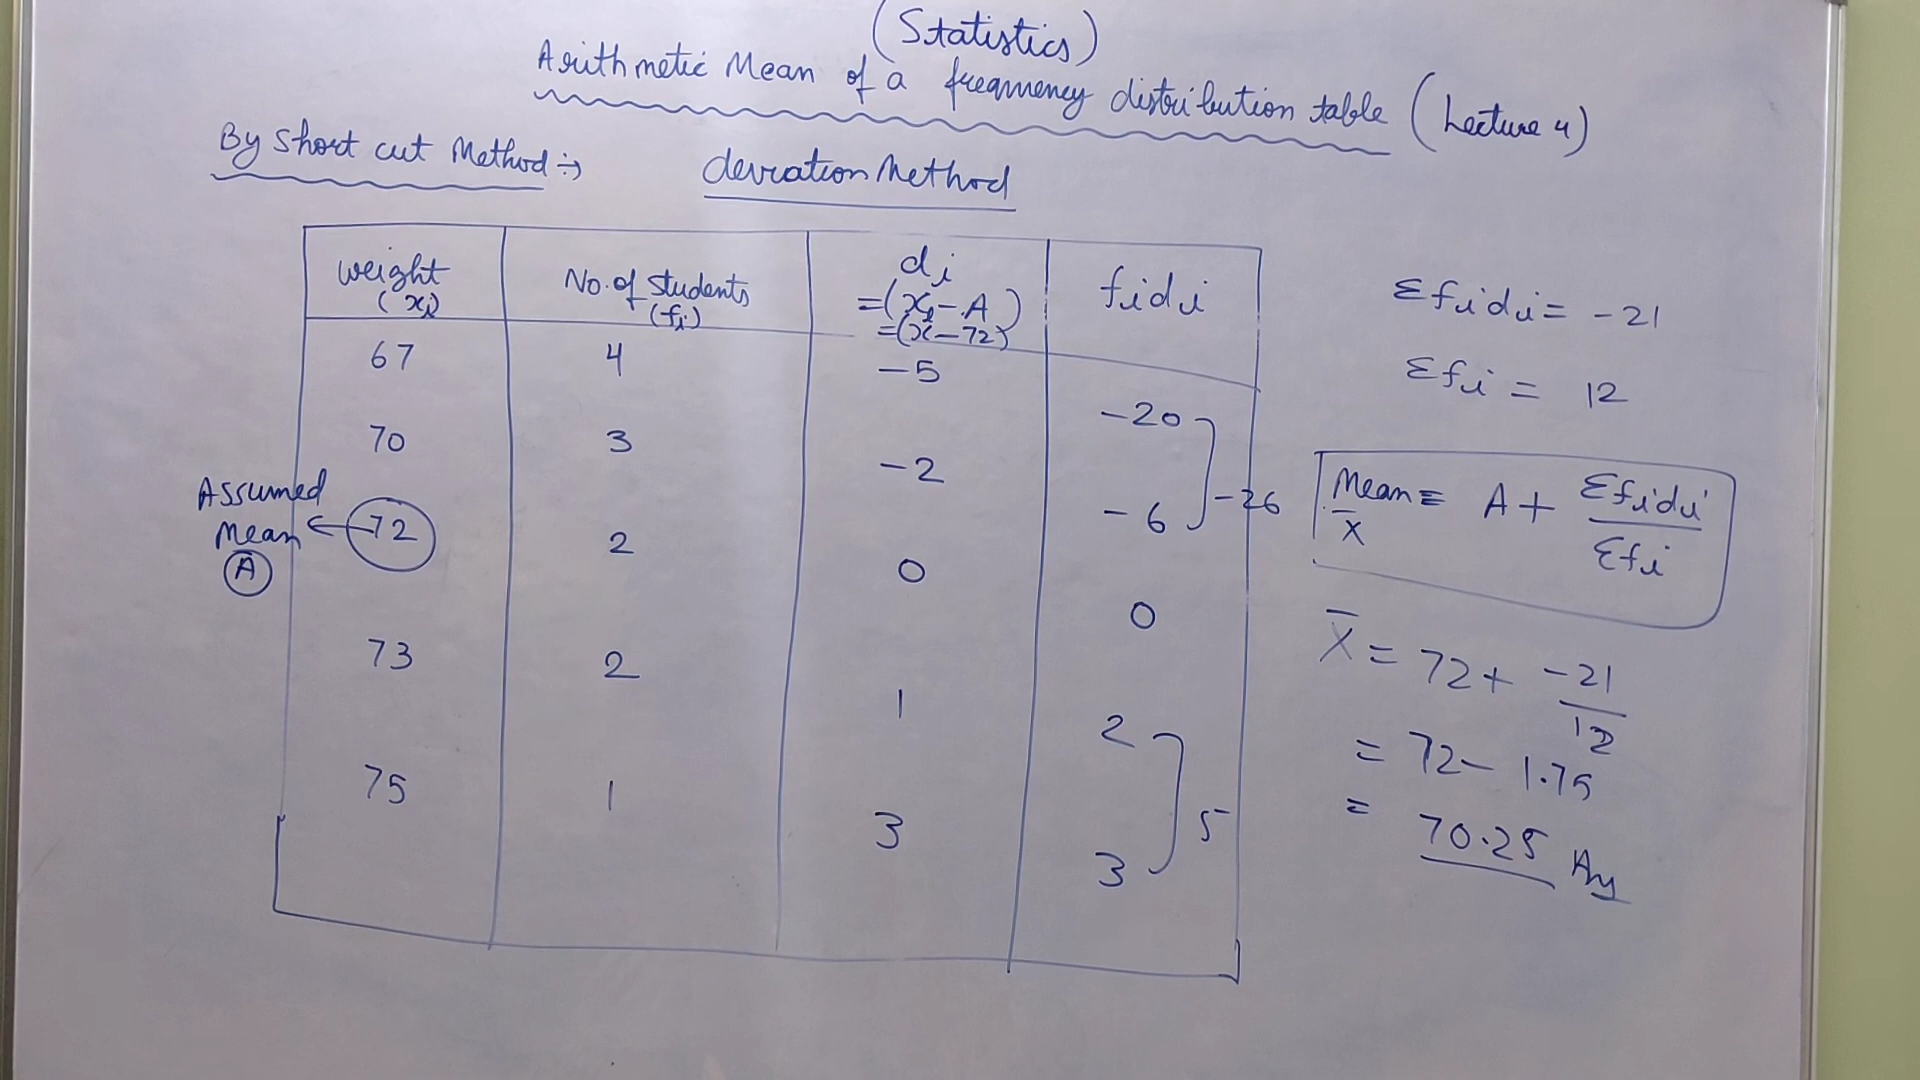 (Statistics)
Arithmetic Mean of a frequency distribution table (Lecture 4)
By Short cut Method :->
deviation Method
weight (xi) | No. of students (fi) | di =(xi-A) =(x-72) | fidi
67 4 -5 -20
70 3 -2 -6
-26
Assumed Mean A ← 72 2 0 0
73 2 1 2
75 1 3 3
5
Σfidi = -21
Σfi = 12
Mean X̄ = A + Σfidi / Σfi
X̄ = 72 + -21/12
= 72 - 1.75
= 70.25 Ans